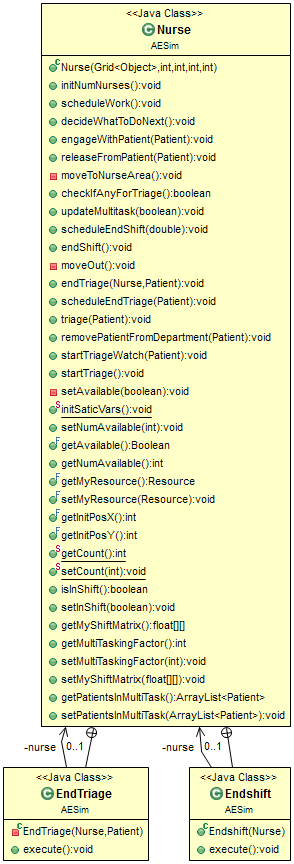 <<Java Class>>
Nurse
AESim
Nurse(Grid<Object>,int,int,int,int)
initNumNurses():void
scheduleWork():void
decideWhatToDoNext():void
engageWithPatient(Patient):void
releaseFromPatient(Patient):void
moveToNurseArea():void
checkIfAnyForTriage():boolean
updateMultitask(boolean):void
scheduleEndShift(double):void
endShift():void
moveOut():void
endTriage(Nurse,Patient):void
scheduleEndTriage(Patient):void
triage(Patient):void
removePatientFromDepartment(Patient):void
startTriageWatch(Patient):void
startTriage():void
setAvailable(boolean):void
initSaticVars():void
setNumAvailable(int):void
getAvailable():Boolean
getNumAvailable():int
getMyResource():Resource
setMyResource(Resource):void
getInitPosX():int
getInitPosY():int
getCount():int
setCount(int):void
isInShift():boolean
setInShift(boolean):void
getMyShiftMatrix():float[][]
getMultiTaskingFactor():int
setMultiTaskingFactor(int):void
setMyShiftMatrix(float[][]):void
getPatientsInMultiTask():ArrayList<Patient>
setPatientsInMultiTask(ArrayList<Patient>):void
-nurse 0..1 -nurse 0..1
<<Java Class>>
EndTriage
AESim
EndTriage(Nurse,Patient)
execute():void
<<Java Class>>
Endshift
AESim
Endshift(Nurse)
execute():void